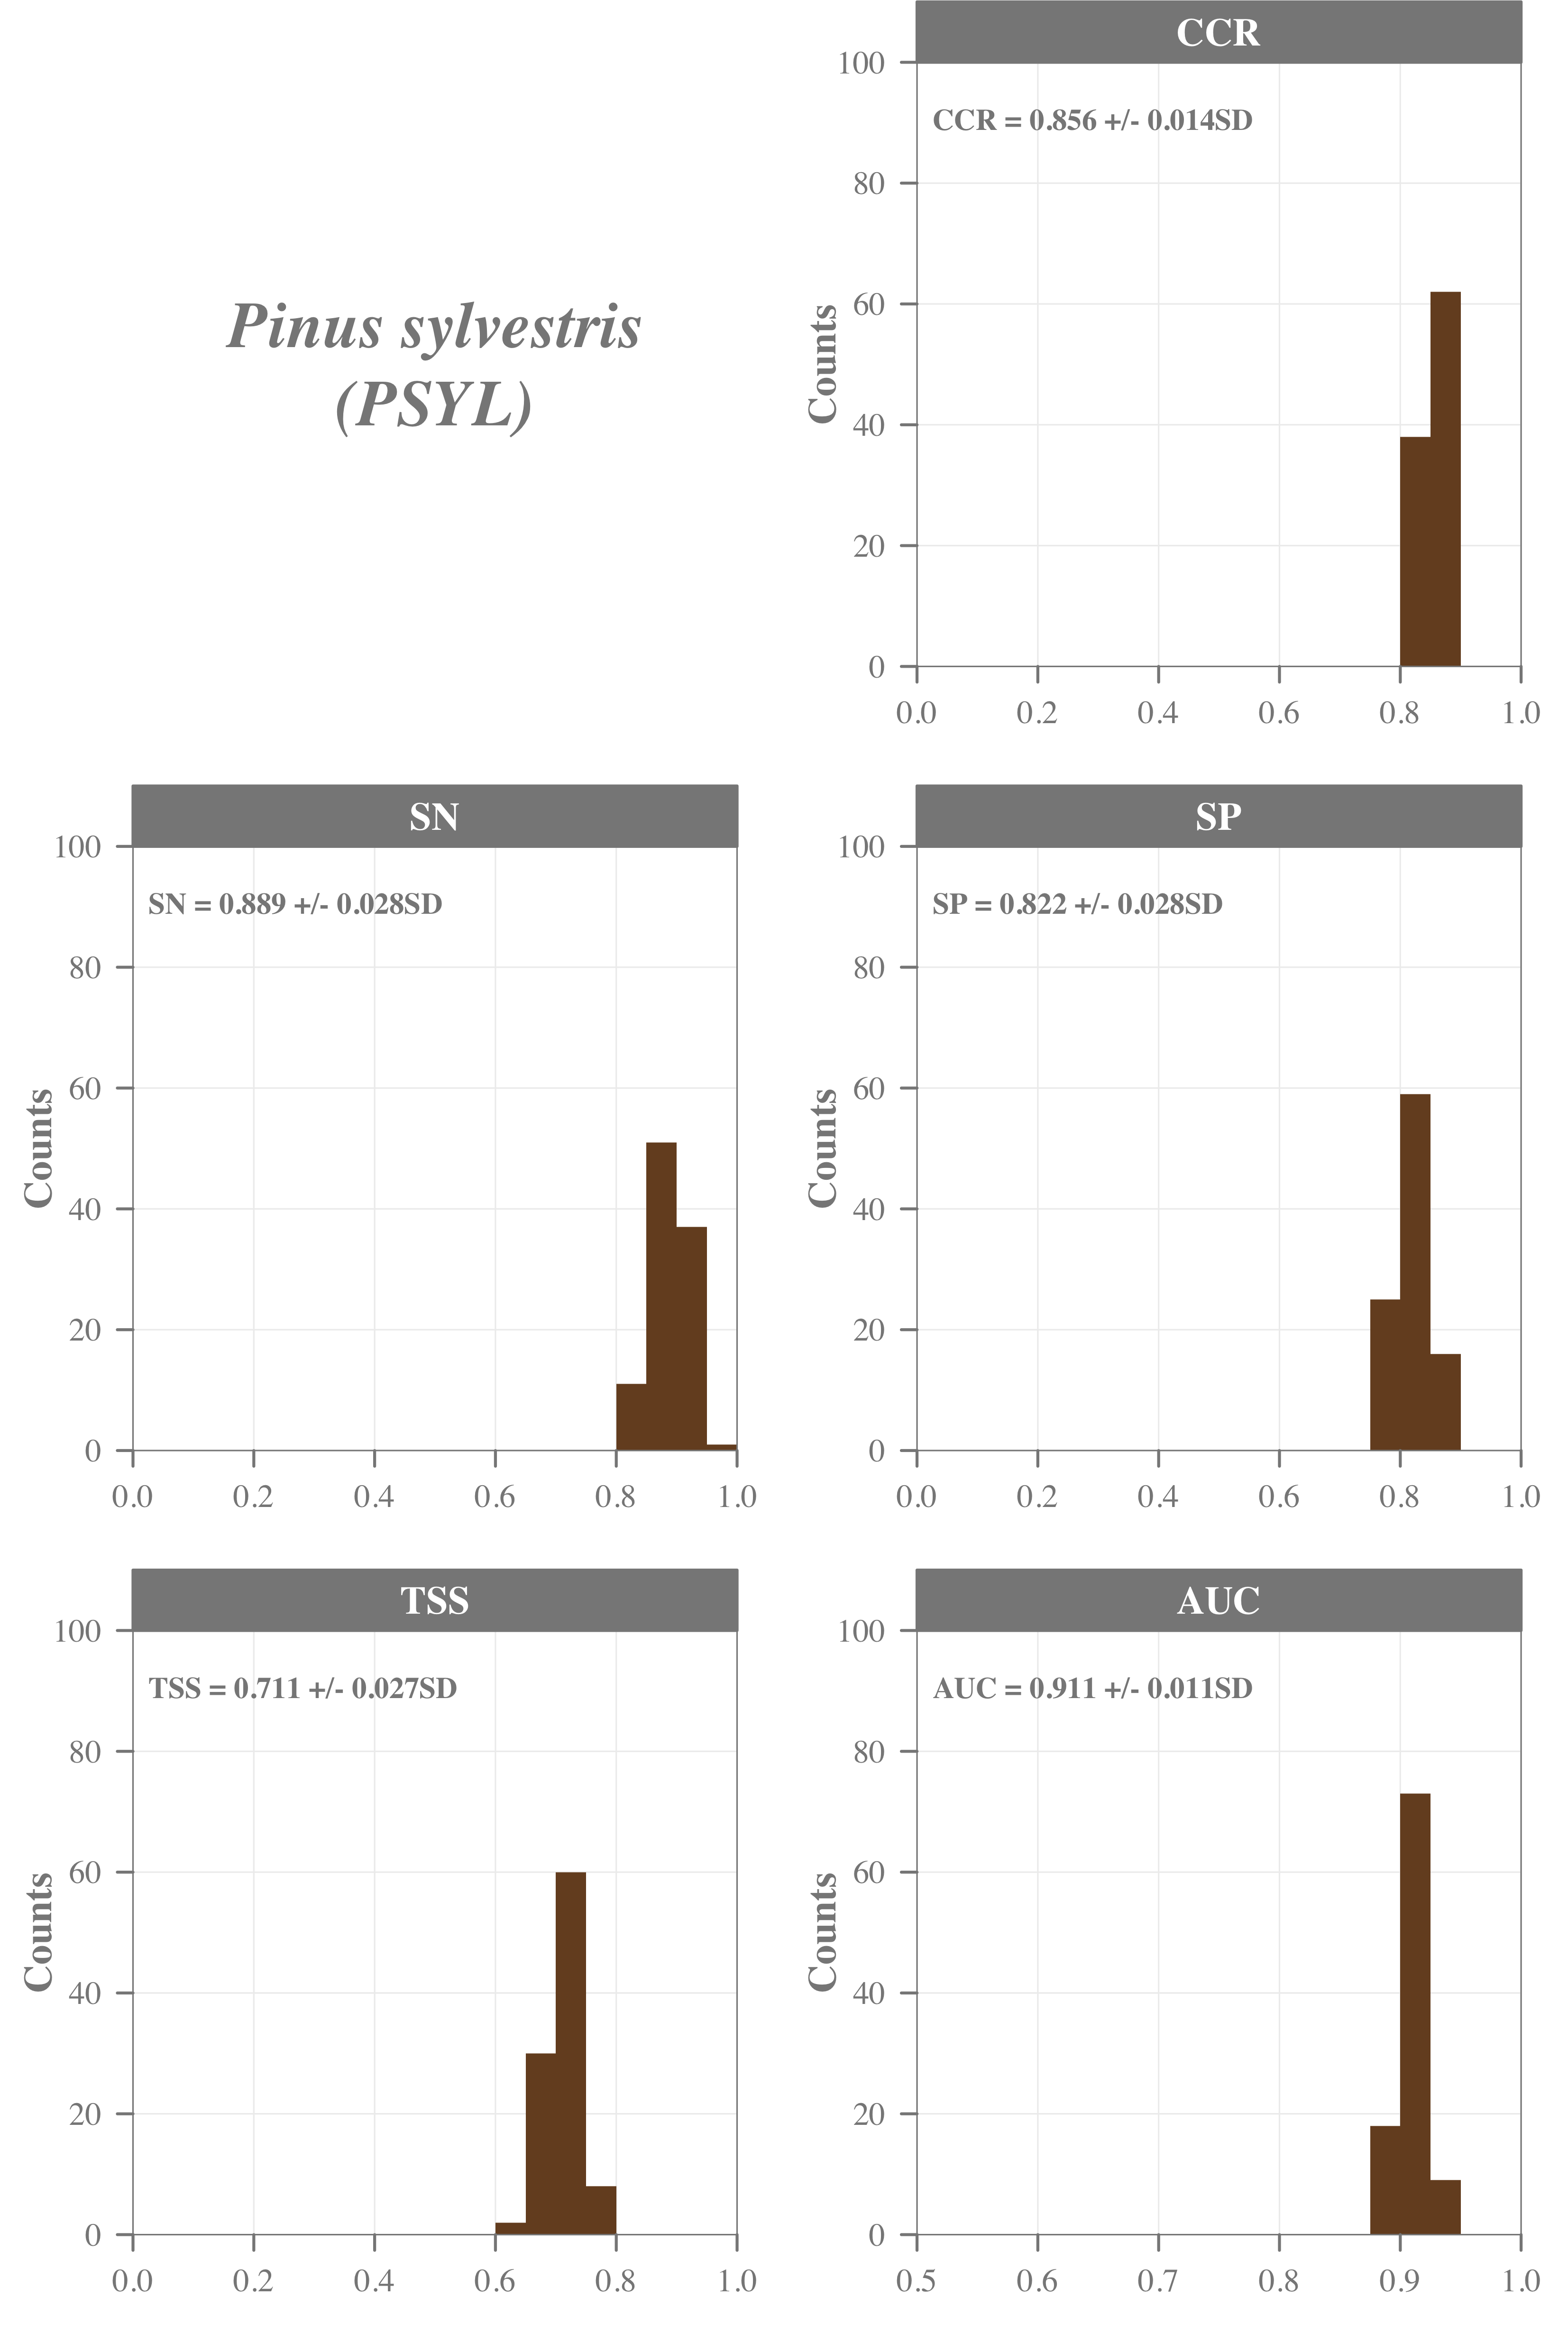 Pinus sylvestris
(PSYL)
CCR
CCR = 0.856 +/- 0.014SD
Counts
100
80
60
40
20
0
0.0 0.2 0.4 0.6 0.8 1.0
SN
SN = 0.889 +/- 0.028SD
Counts
100
80
60
40
20
0
0.0 0.2 0.4 0.6 0.8 1.0
SP
SP = 0.822 +/- 0.028SD
Counts
100
80
60
40
20
0
0.0 0.2 0.4 0.6 0.8 1.0
TSS
TSS = 0.711 +/- 0.027SD
Counts
100
80
60
40
20
0
0.0 0.2 0.4 0.6 0.8 1.0
AUC
AUC = 0.911 +/- 0.011SD
Counts
100
80
60
40
20
0
0.5 0.6 0.7 0.8 0.9 1.0